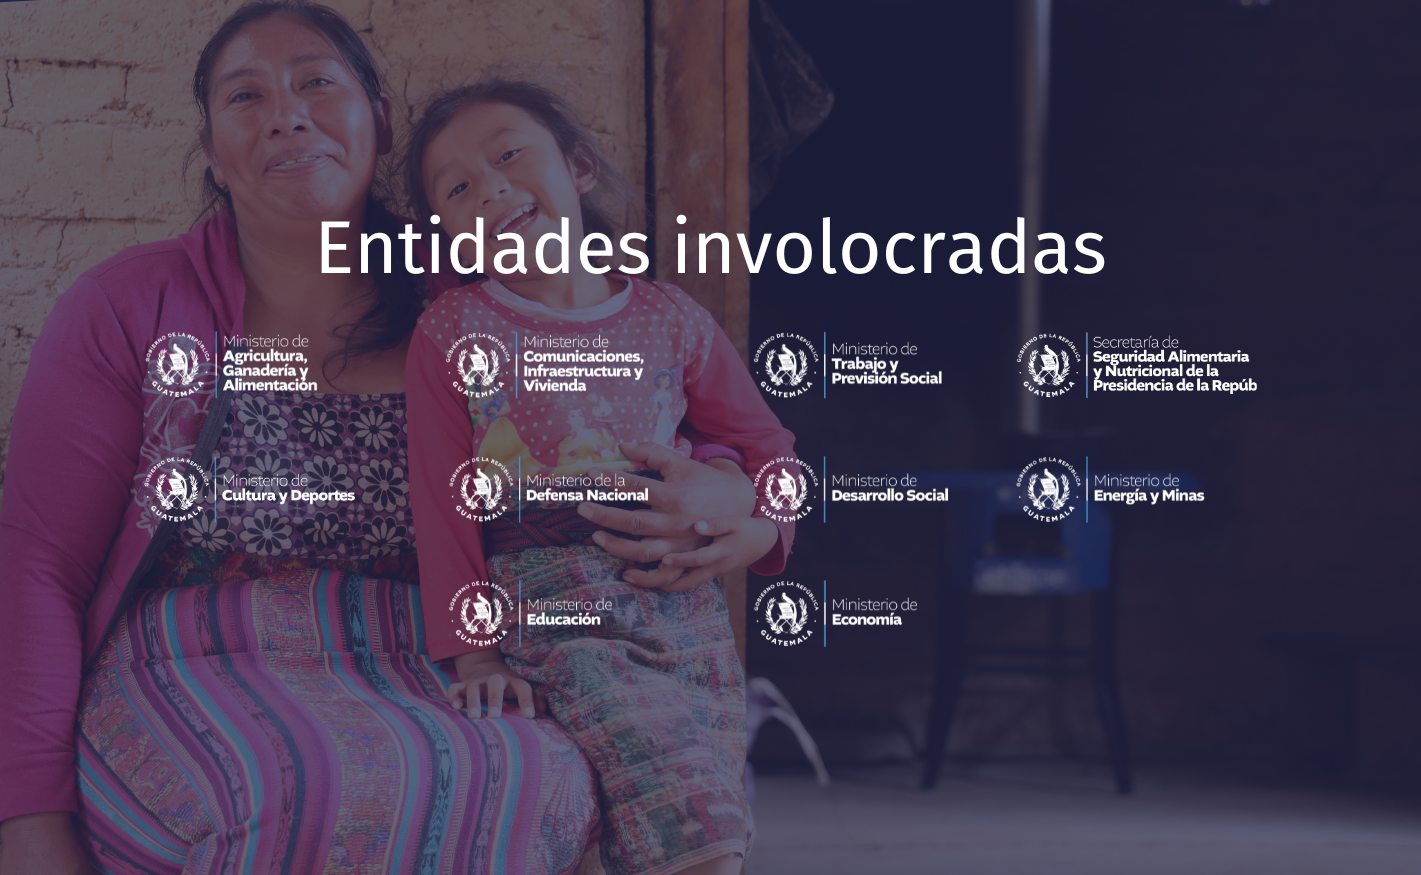 Entidades involocradas
GOBIERNO DE LA REPÚBLICA
GUATEMALA
Ministerio de
Agricultura,
Ganadería y
Alimentación
GOBIERNO DE LA REPÚBLICA
GUATEMALA
Ministerio de
Comunicaciones,
Infraestructura y
Vivienda
GOBIERNO DE LA REPÚBLICA
GUATEMALA
Ministerio de
Trabajo y
Previsión Social
GOBIERNO DE LA REPÚBLICA
GUATEMALA
Secretaría de
Seguridad Alimentaria
y Nutricional de la
Presidencia de la Repúb
GOBIERNO DE LA REPÚBLICA
GUATEMALA
Ministerio de
Cultura y Deportes
GOBIERNO DE LA REPÚBLICA
GUATEMALA
Ministerio de la
Defensa Nacional
GOBIERNO DE LA REPÚBLICA
GUATEMALA
Ministerio de
Desarrollo Social
GOBIERNO DE LA REPÚBLICA
GUATEMALA
Ministerio de
Energía y Minas
GOBIERNO DE LA REPÚBLICA
GUATEMALA
Ministerio de
Educación
GOBIERNO DE LA REPÚBLICA
GUATEMALA
Ministerio de
Economía